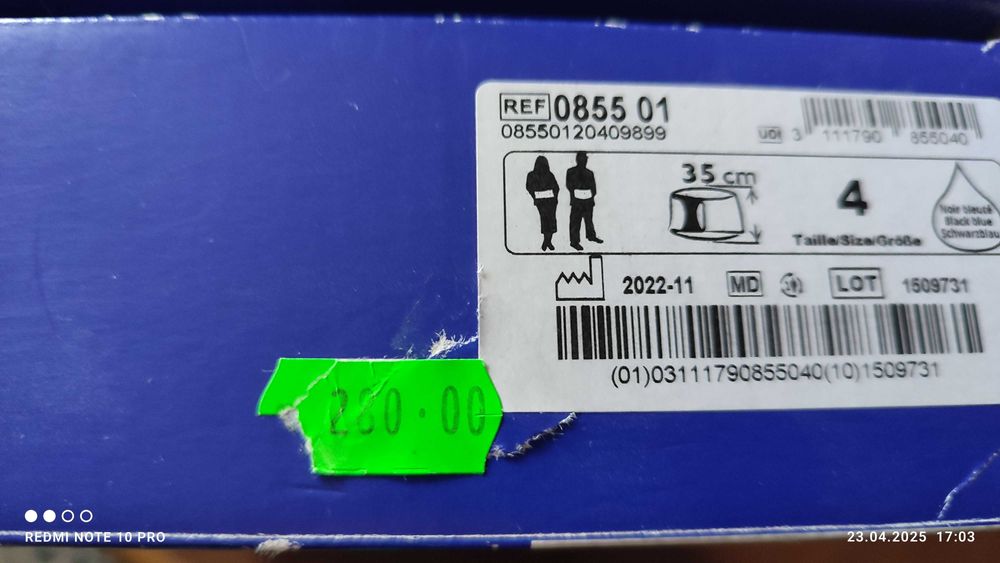 REF 0855 01
08550120409899
UDI 3 111790 855040
35 cm
4
Taille/Size/Größe
Noir bleuté
Black blue
Schwarzblau
2022-11 MD LOT 1509731
(01)03111790855040(10)1509731
280.00
REDMI NOTE 10 PRO
23.04.2025 17:03